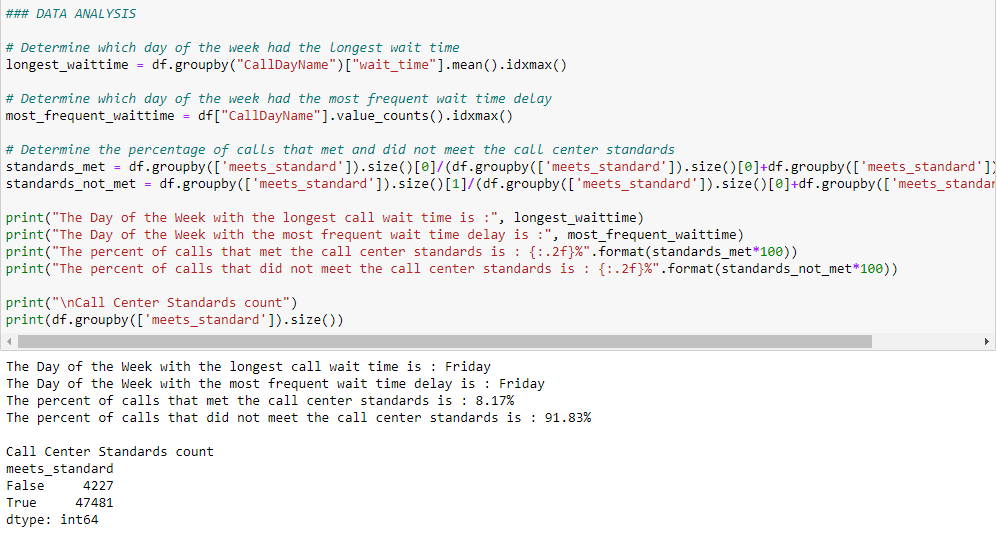 ### DATA ANALYSIS
# Determine which day of the week had the longest wait time
longest_waittime = df.groupby("CallDayName")["wait_time"].mean().idxmax()
# Determine which day of the week had the most frequent wait time delay
most_frequent_waittime = df["CallDayName"].value_counts().idxmax()
# Determine the percentage of calls that met and did not meet the call center standards
standards_met = df.groupby(['meets_standard']).size()[0]/(df.groupby(['meets_standard']).size()[0]+df.groupby(['meets_standard'])
standards_not_met = df.groupby(['meets_standard']).size()[1]/(df.groupby(['meets_standard']).size()[0]+df.groupby(['meets_standar
print("The Day of the Week with the longest call wait time is :", longest_waittime)
print("The Day of the Week with the most frequent wait time delay is :", most_frequent_waittime)
print("The percent of calls that met the call center standards is : {:.2f}%".format(standards_met*100))
print("The percent of calls that did not meet the call center standards is : {:.2f}%".format(standards_not_met*100))
print("\nCall Center Standards count")
print(df.groupby(['meets_standard']).size())
The Day of the Week with the longest call wait time is : Friday
The Day of the Week with the most frequent wait time delay is : Friday
The percent of calls that met the call center standards is : 8.17%
The percent of calls that did not meet the call center standards is : 91.83%
Call Center Standards count
meets_standard
False     4227
True     47481
dtype: int64